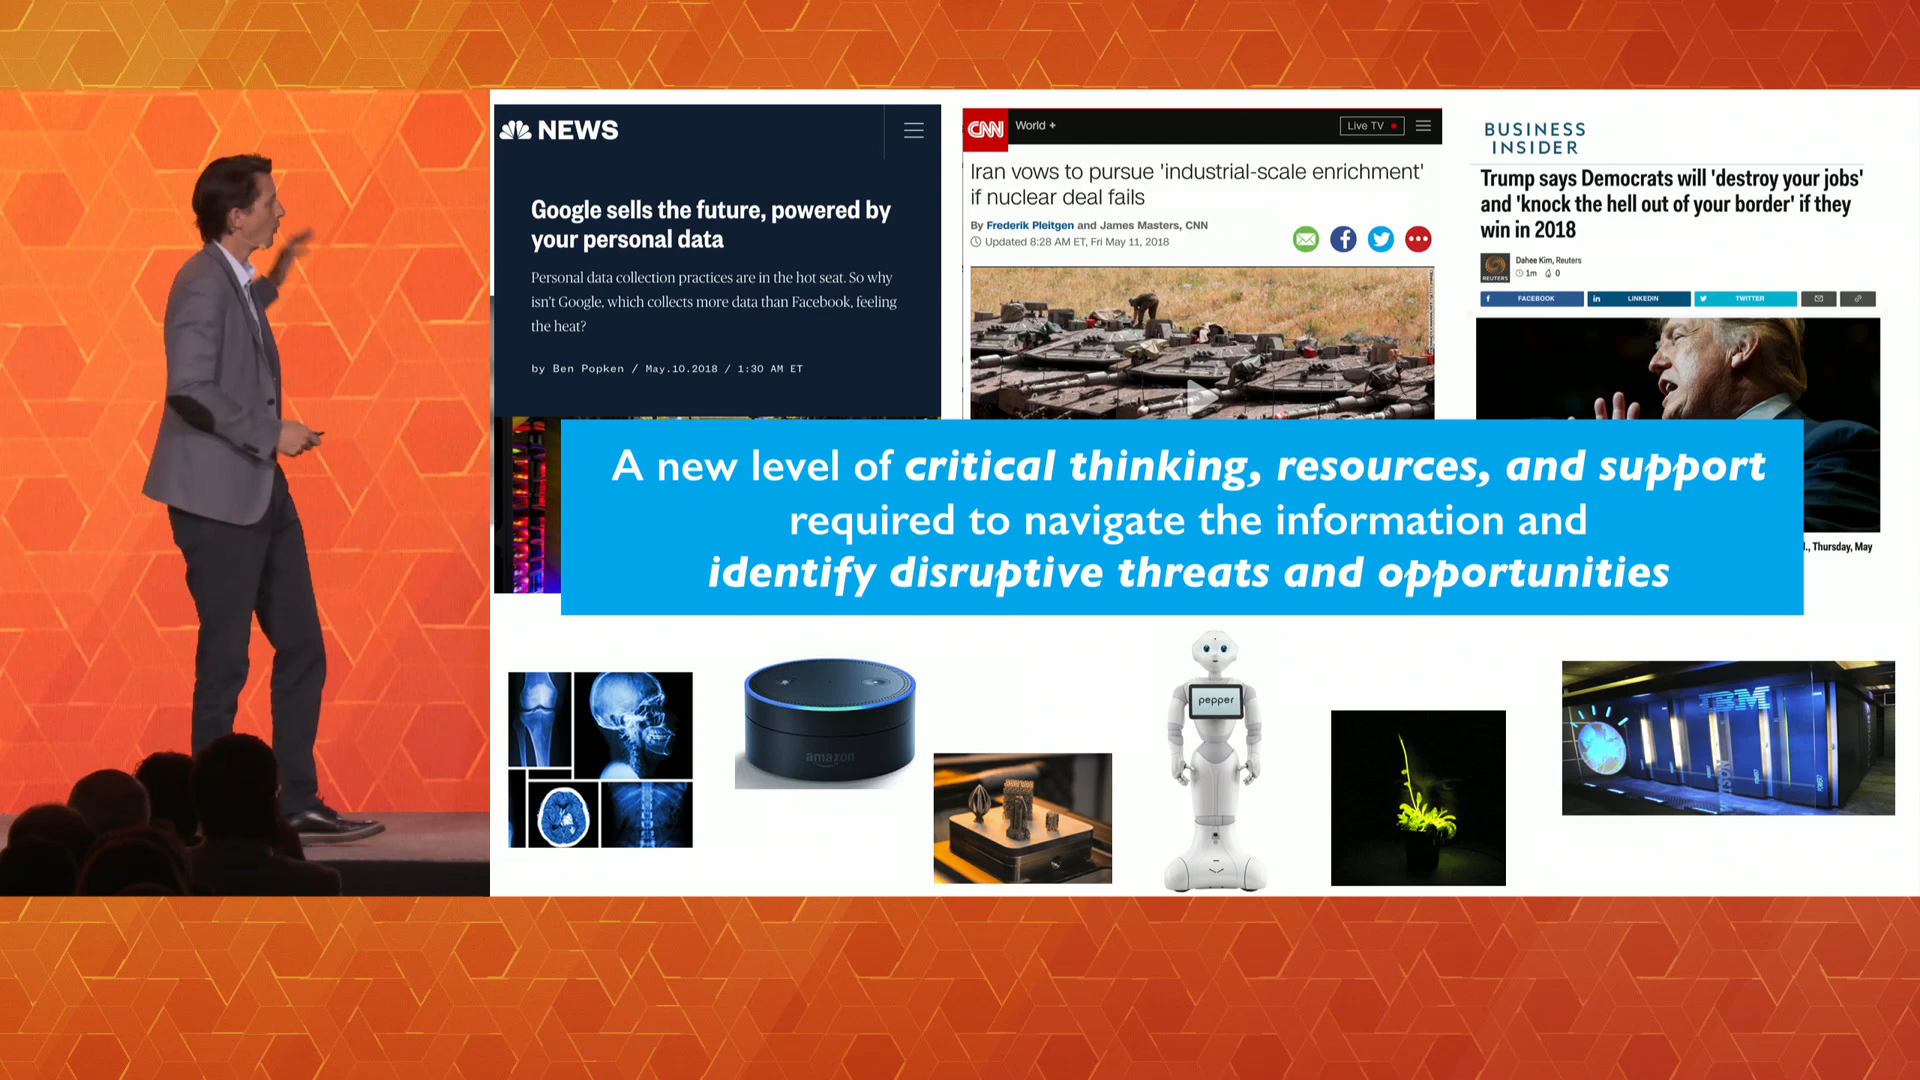 NEWS
Google sells the future, powered by
your personal data
Personal data collection practices are in the hot seat. So why
isn't Google, which collects more data than Facebook, feeling
the heat?
by Ben Popken / May.10.2018 / 1:30 AM ET
CNN World + Live TV
Iran vows to pursue 'industrial-scale enrichment'
if nuclear deal fails
By Frederik Pleitgen and James Masters, CNN
Updated 8:28 AM ET, Fri May 11, 2018
BUSINESS
INSIDER
Trump says Democrats will 'destroy your jobs'
and 'knock the hell out of your border' if they
win in 2018
REUTERS
Dahee Kim, Reuters
1m 0
FACEBOOK LINKEDIN TWITTER
A new level of critical thinking, resources, and support
required to navigate the information and
identify disruptive threats and opportunities
Thursday, May
amazon
pepper
IBM
WATSON